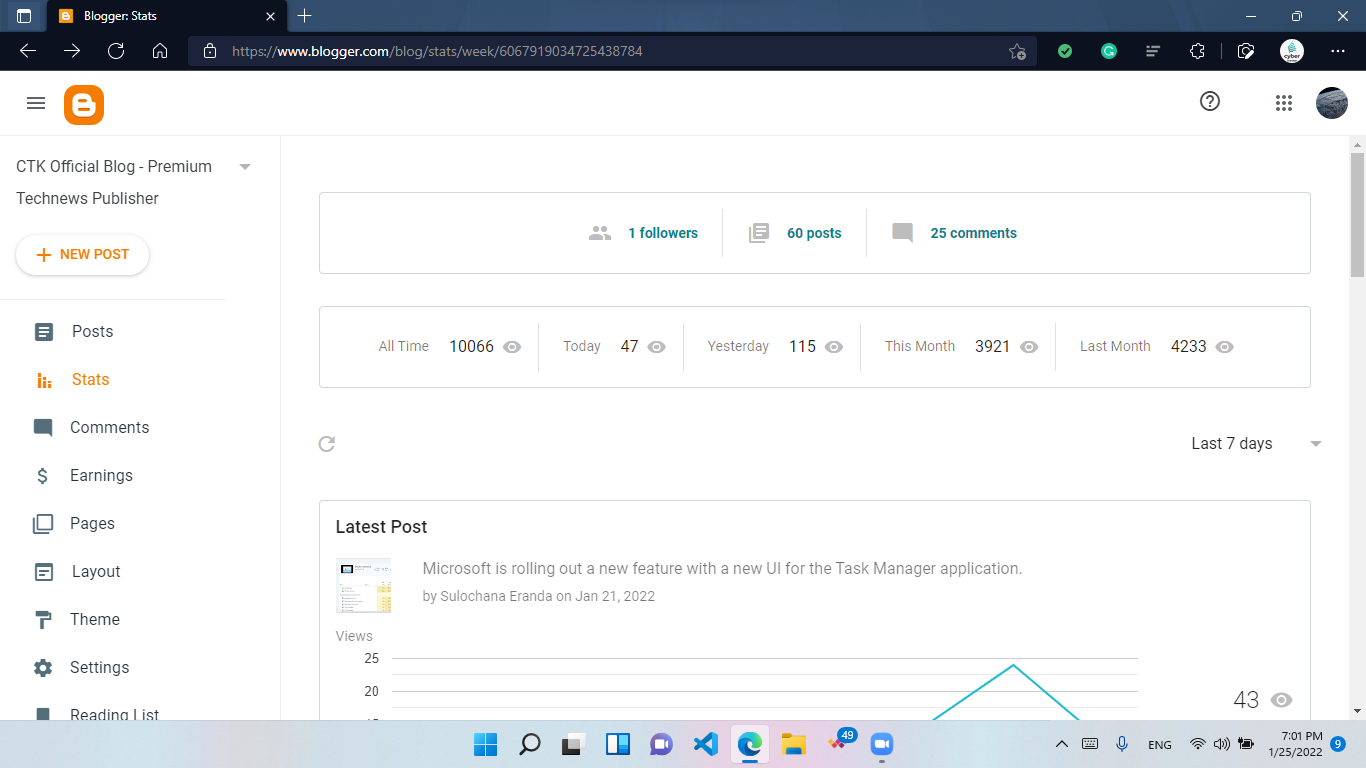 Blogger: Stats
https://www.blogger.com/blog/stats/week/6067919034725438784
cyber
CTK Official Blog - Premium
Technews Publisher
NEW POST
Posts
Stats
Comments
Earnings
Pages
Layout
Theme
Settings
Reading List
1 followers
60 posts
25 comments
All Time 10066
Today 47
Yesterday 115
This Month 3921
Last Month 4233
Last 7 days
Latest Post
Microsoft is rolling out a new feature with a new UI for the Task Manager application.
by Sulochana Eranda on Jan 21, 2022
Views
25
20
43
49
ENG
7:01 PM
1/25/2022
9